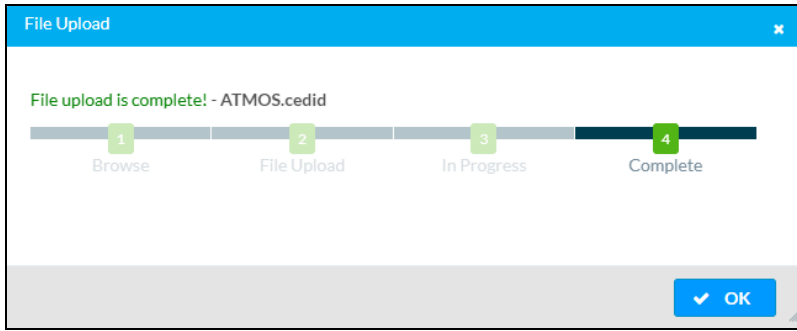 File Upload
File upload is complete! - ATMOS.cedid
1 2 3 4
Browse File Upload In Progress Complete
OK